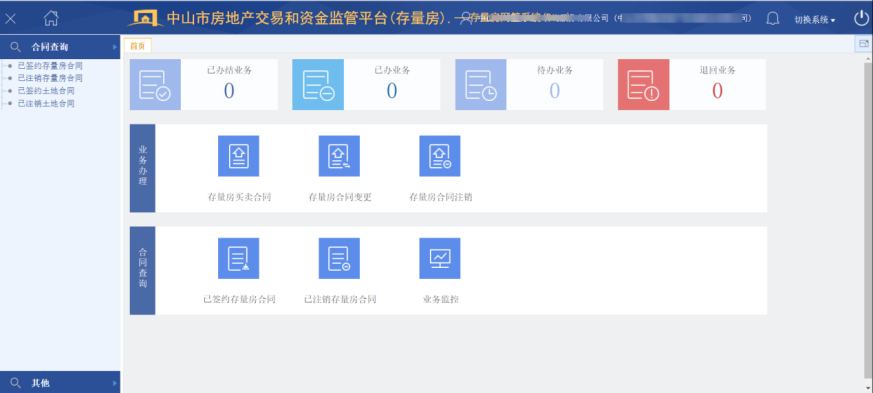 中山市房地产交易和资金监管平台(存量房)
限公司 (中
司)
切换系统
合同查询
首页
已签约存量房合同
已注销存量房合同
已签约土地合同
已注销土地合同
已办结业务
0
已办业务
0
待办业务
0
退回业务
0
业务办理
存量房买卖合同
存量房合同变更
存量房合同注销
合同查询
已签约存量房合同
已注销存量房合同
业务监控
其他